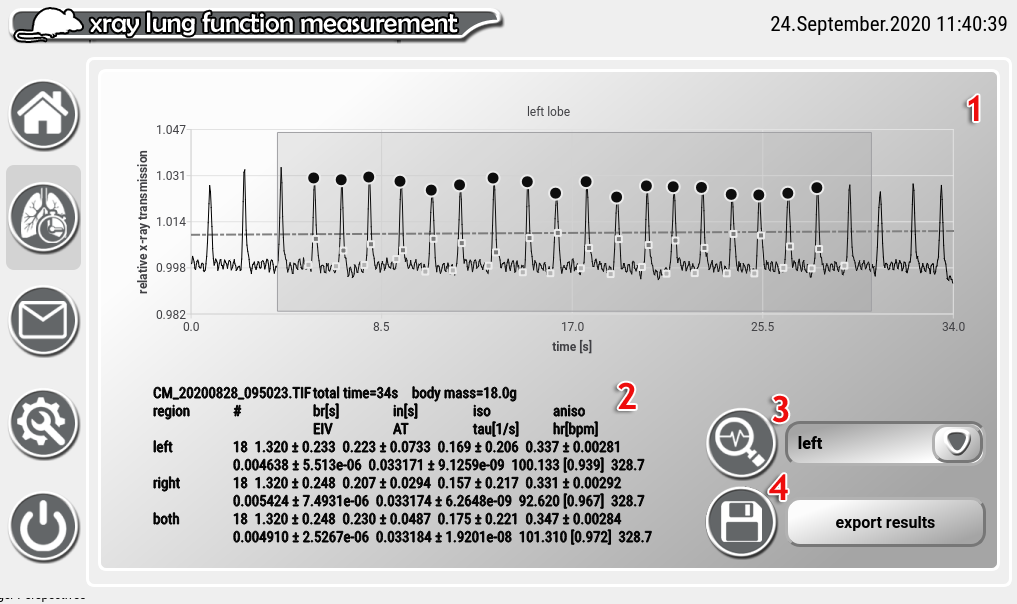 xray lung function measurement
24.September.2020 11:40:39
1
left lobe
relative x-ray transmission
1.047
1.031
1.014
0.998
0.982
0.0 8.5 17.0 25.5 34.0
time [s]
CM_20200828_095023.TIF total time=34s body mass=18.0g
2
region # br[s] in[s] iso aniso
EIV AT tau[1/s] hr[bpm]
left 18 1.320 ± 0.233 0.223 ± 0.0733 0.169 ± 0.206 0.337 ± 0.00281
0.004638 ± 5.513e-06 0.033171 ± 9.1259e-09 100.133 [0.939] 328.7
right 18 1.320 ± 0.248 0.207 ± 0.0294 0.157 ± 0.217 0.331 ± 0.00292
0.005424 ± 7.4931e-06 0.033174 ± 6.2648e-09 92.620 [0.967] 328.7
both 18 1.320 ± 0.248 0.230 ± 0.0487 0.175 ± 0.221 0.347 ± 0.00284
0.004910 ± 2.5267e-06 0.033184 ± 1.9201e-08 101.310 [0.972] 328.7
3
left
4
export results